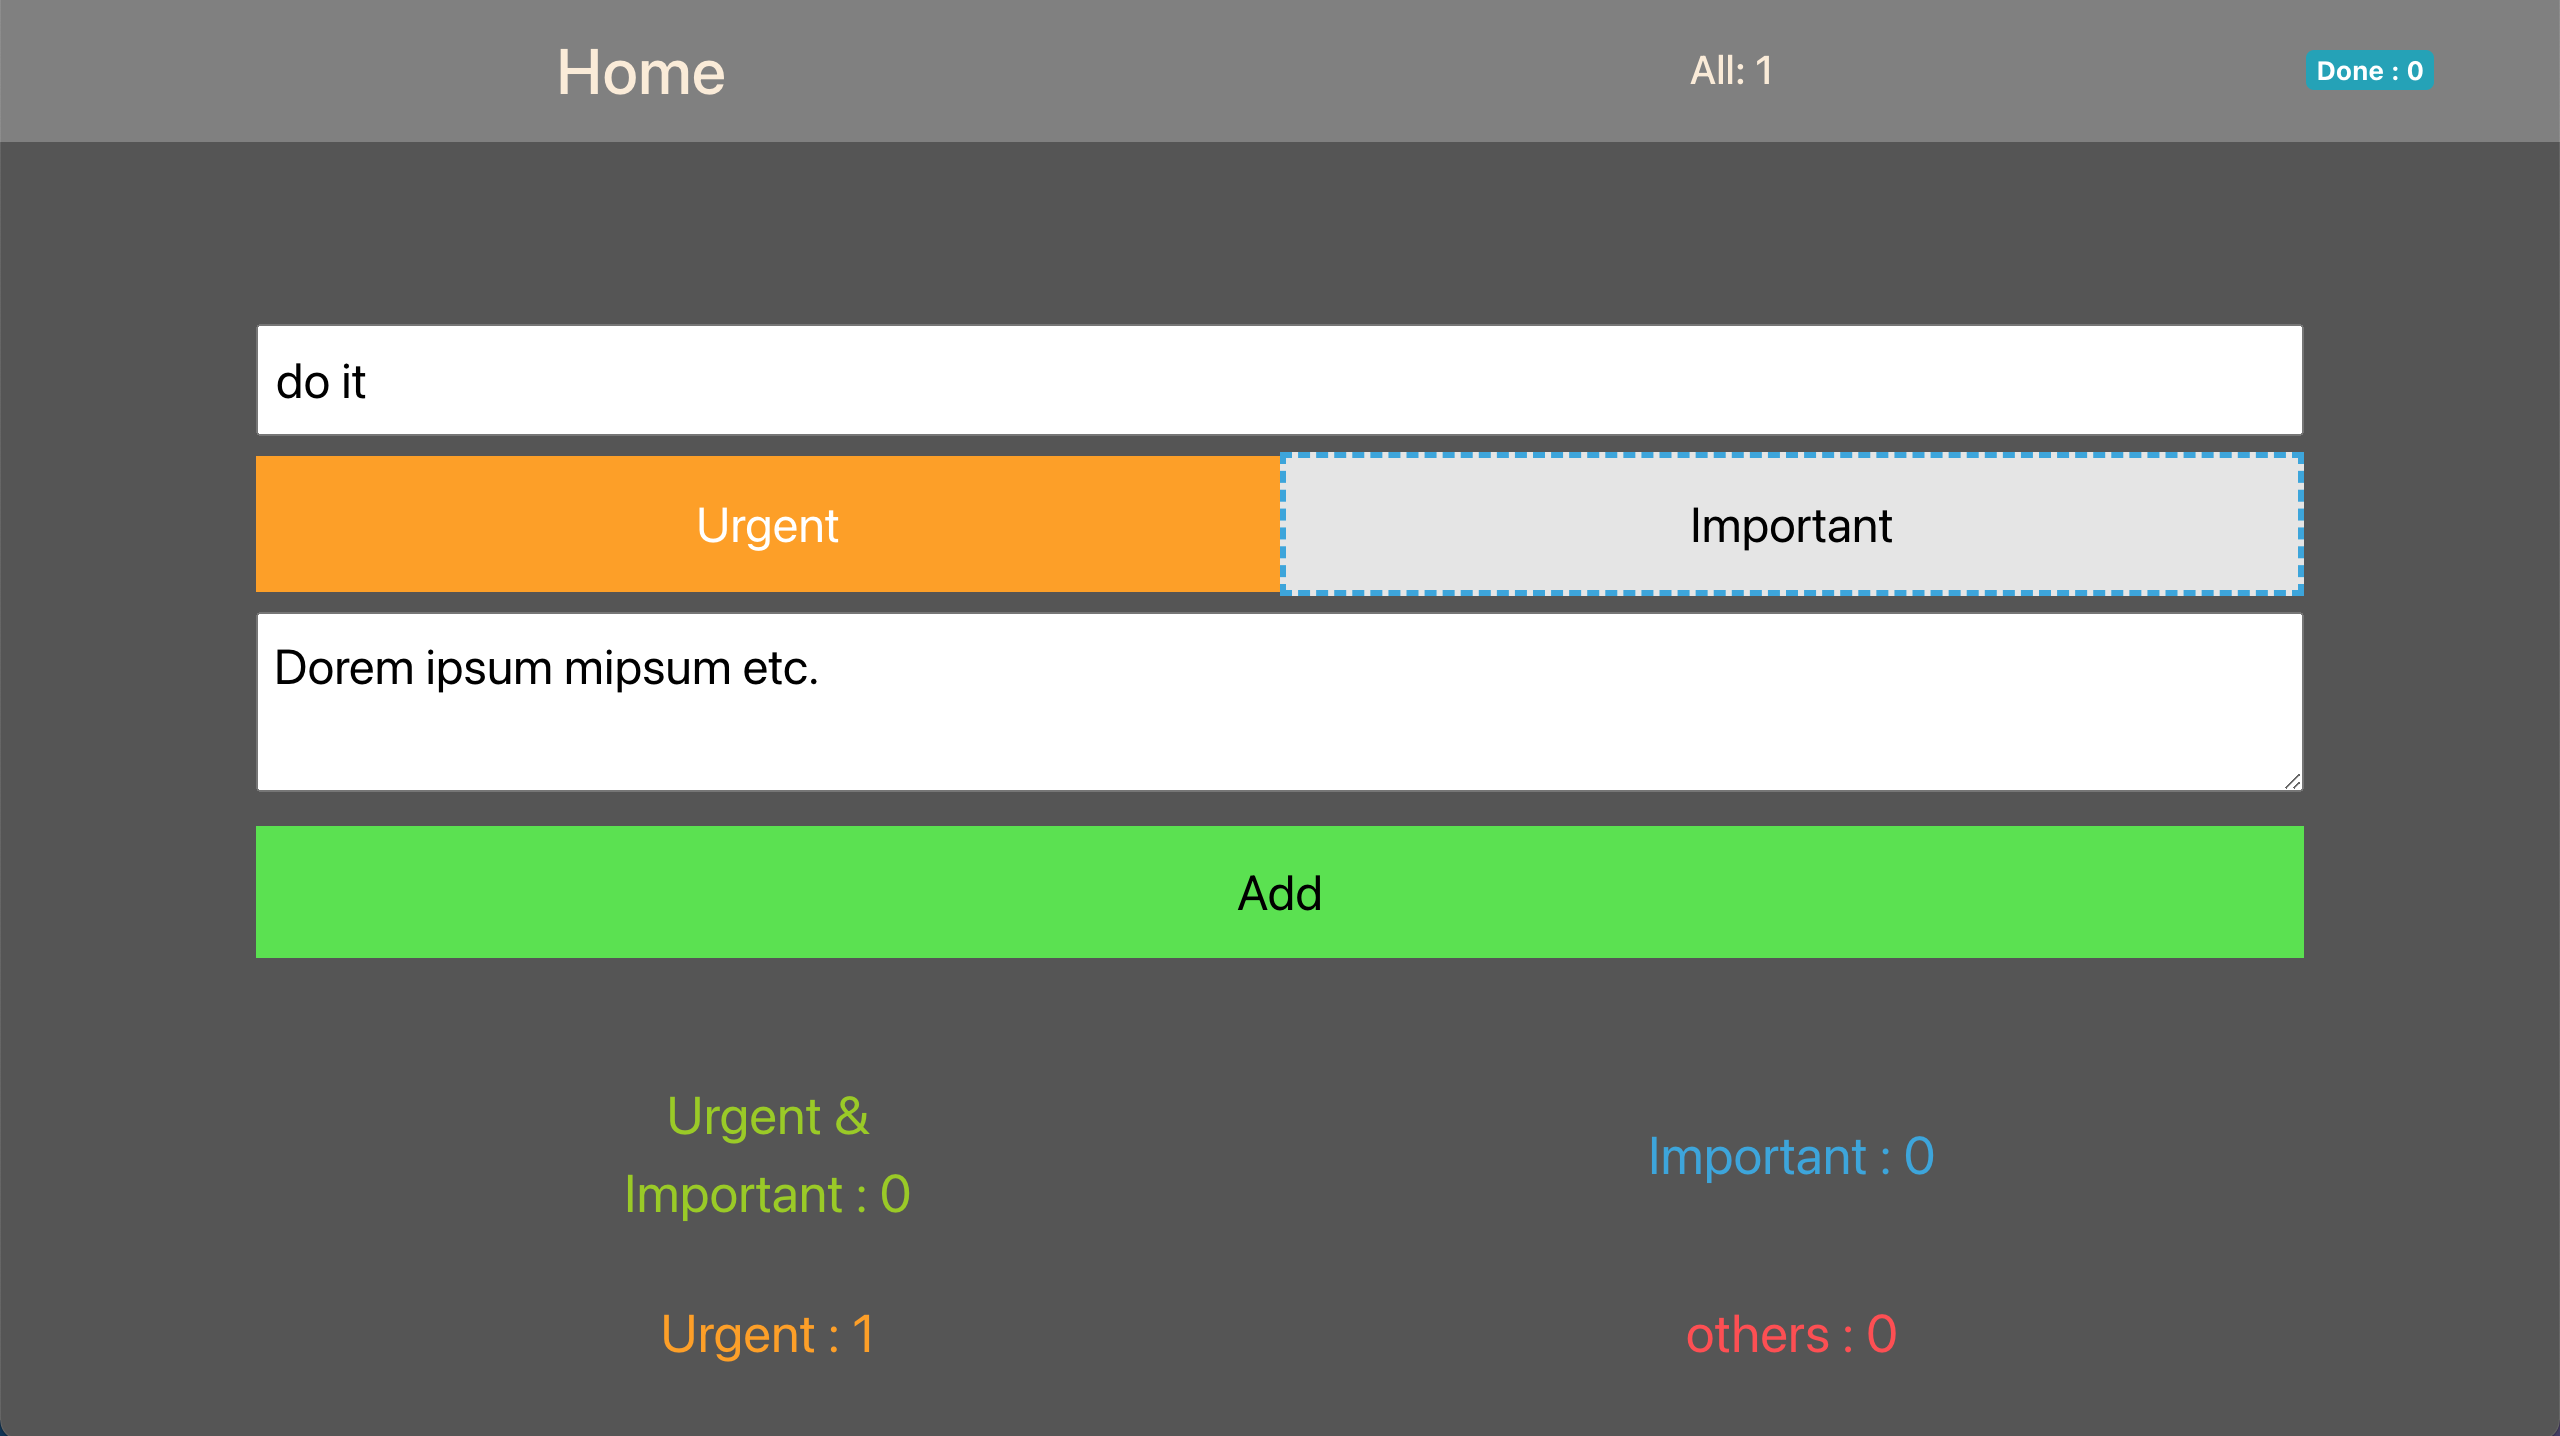 Home
All: 1
Done : 0
do it
Urgent
Important
Dorem ipsum mipsum etc.
Add
Urgent &
Important : 0
Important : 0
Urgent : 1
others : 0